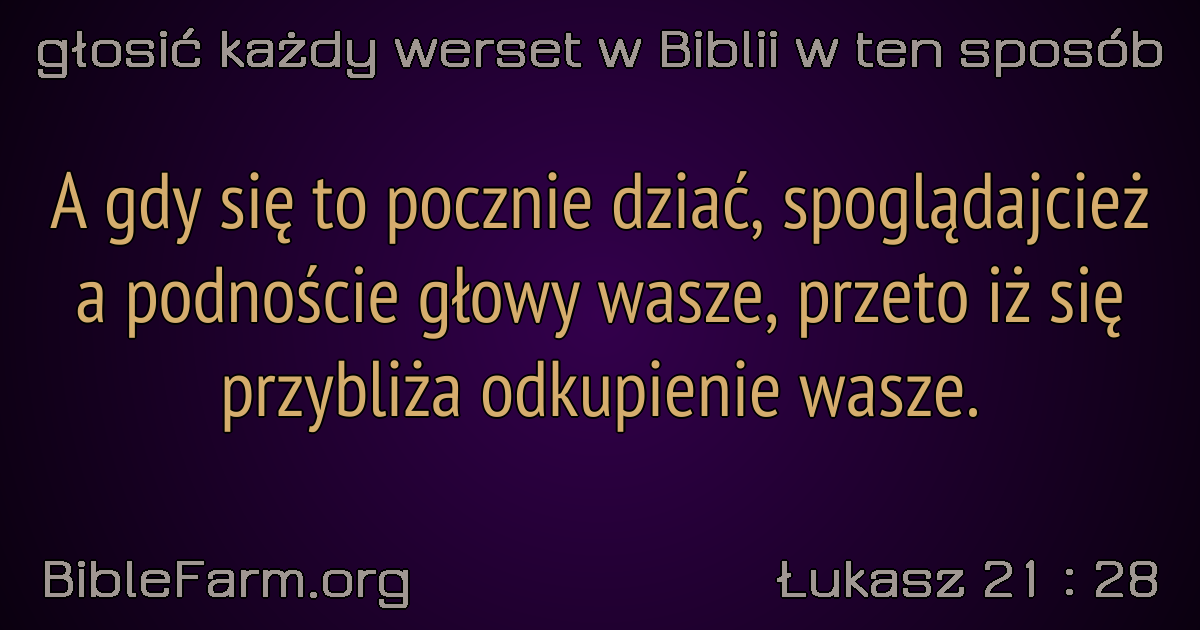 głosić każdy werset w Biblii w ten sposób
A gdy się to pocznie dziać, spoglądajcież
a podnoście głowy wasze, przeto iż się
przybliża odkupienie wasze.
BibleFarm.org
Łukasz 21 : 28